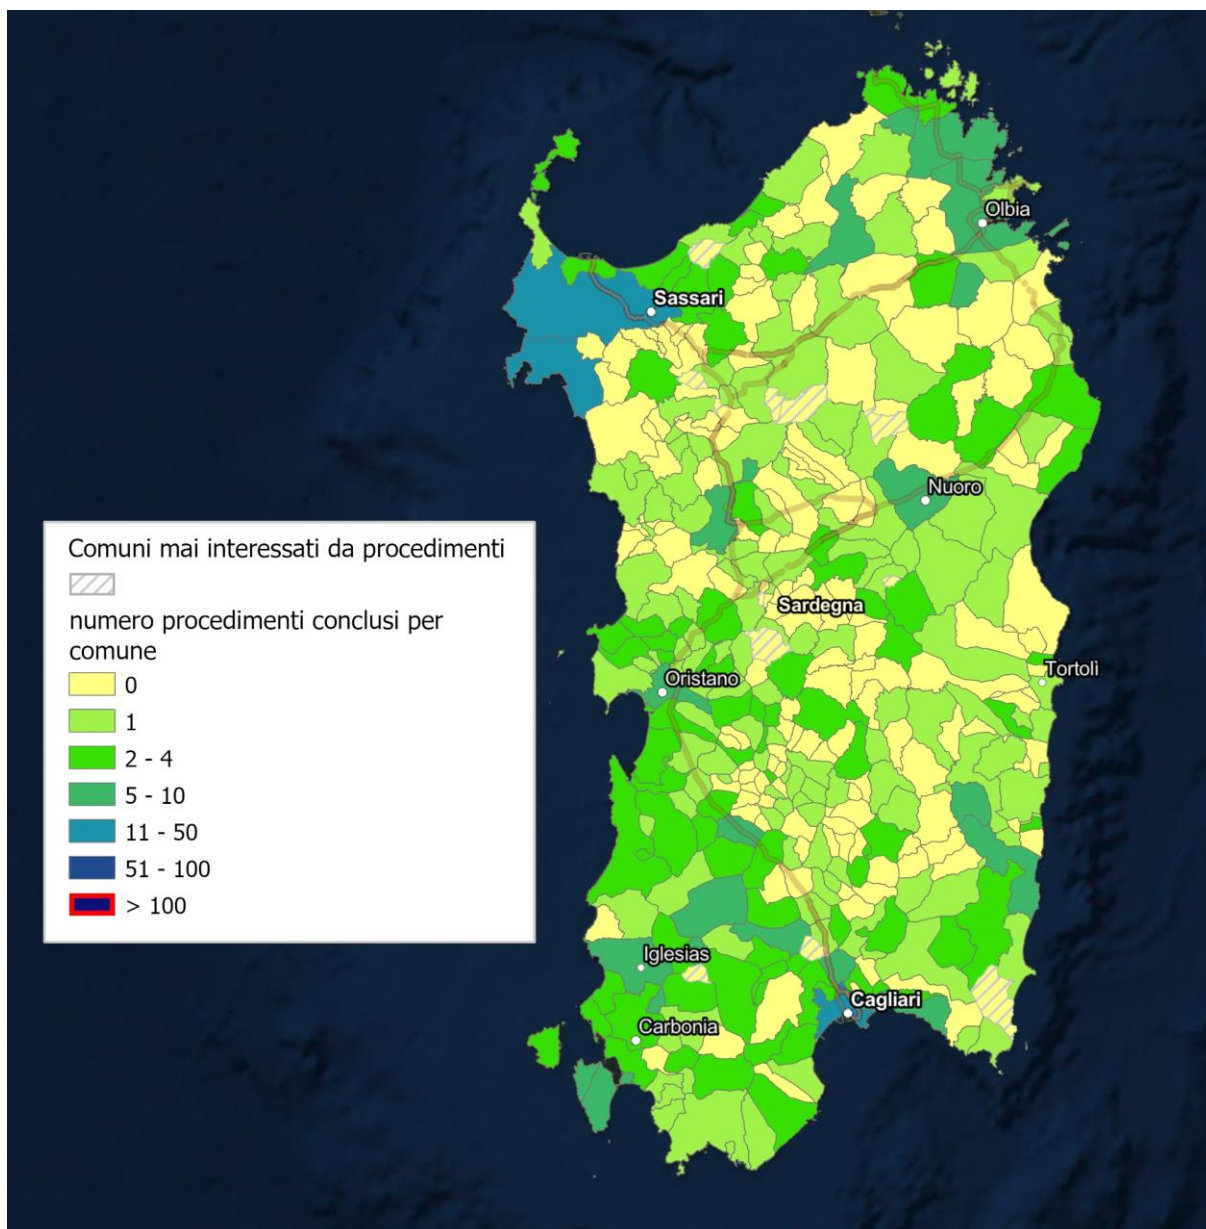 Olbia
Sassari
Nuoro
Comuni mai interessati da procedimenti
numero procedimenti conclusi per
comune
0
1
2 - 4
5 - 10
11 - 50
51 - 100
> 100
Sardegna
Oristano
Tortolì
Iglesias
Cagliari
Carbonia